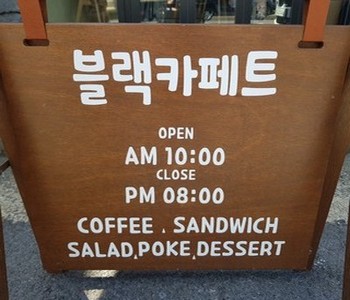 블랙카페트
OPEN
AM 10:00
CLOSE
PM 08:00
COFFEE . SANDWICH
SALAD,POKE,DESSERT